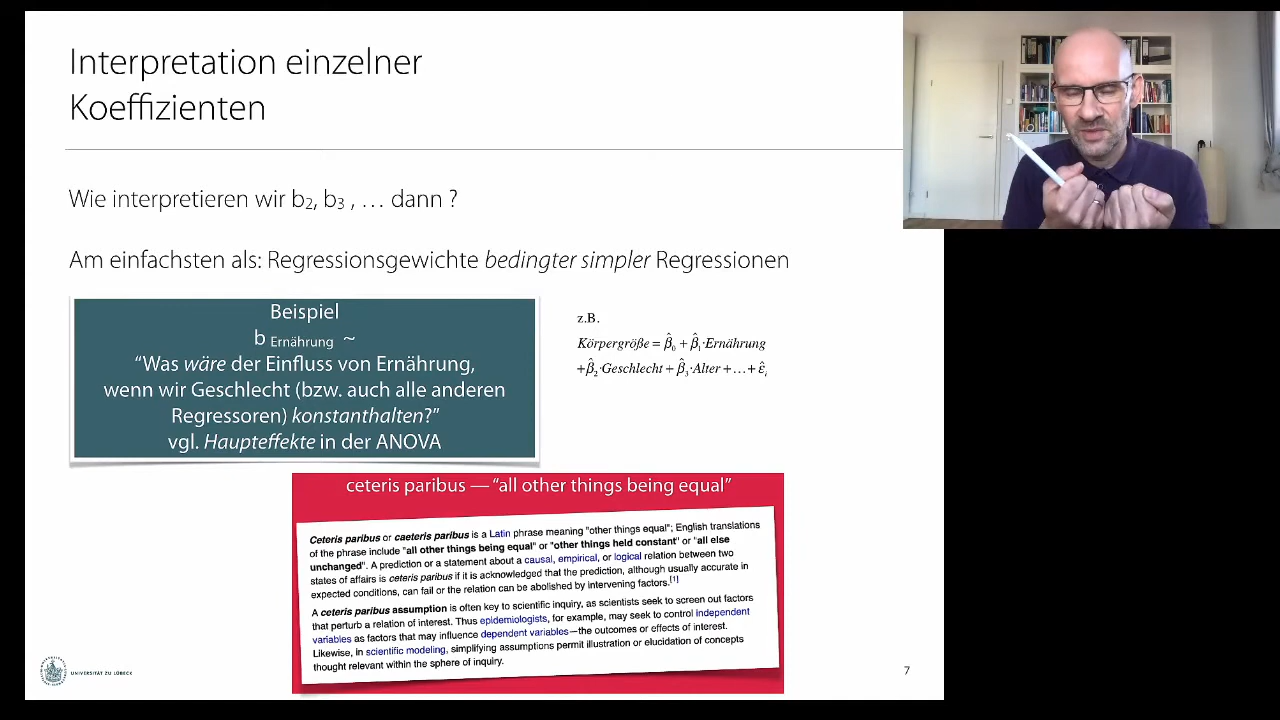 Interpretation einzelner
Koeffizienten
Wie interpretieren wir b2, b3 , … dann ?
Am einfachsten als: Regressionsgewichte bedingter simpler Regressionen
Beispiel
b Ernährung ~
“Was wäre der Einfluss von Ernährung,
wenn wir Geschlecht (bzw. auch alle anderen
Regressoren) konstanthalten?”
vgl. Haupteffekte in der ANOVA
z.B.
Körpergröße = β̂0 + β̂1·Ernährung
+β̂2·Geschlecht + β̂3·Alter + … + ε̂i
ceteris paribus — “all other things being equal”
Ceteris paribus or caeteris paribus is a Latin phrase meaning "other things equal"; English translations
of the phrase include "all other things being equal" or "other things held constant" or "all else
unchanged". A prediction or a statement about a causal, empirical, or logical relation between two
states of affairs is ceteris paribus if it is acknowledged that the prediction, although usually accurate in
expected conditions, can fail or the relation can be abolished by intervening factors.[1]
A ceteris paribus assumption is often key to scientific inquiry, as scientists seek to screen out factors
that perturb a relation of interest. Thus epidemiologists, for example, may seek to control independent
variables as factors that may influence dependent variables—the outcomes or effects of interest.
Likewise, in scientific modeling, simplifying assumptions permit illustration or elucidation of concepts
thought relevant within the sphere of inquiry.
UNIVERSITÄT ZU LÜBECK
7